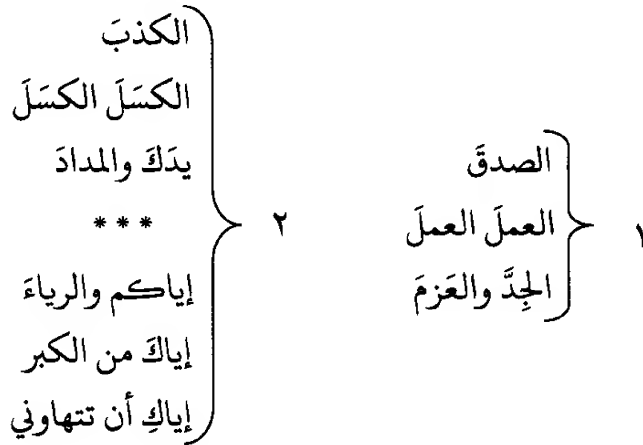 ١
الصدقَ
العملَ العملَ
الجِدَّ والعَزمَ
٢
الكذبَ
الكسَلَ الكسَلَ
يدَكَ والمدادَ
* * *
إياكم والرياءَ
إياكَ من الكبر
إياكِ أن تتهاوني